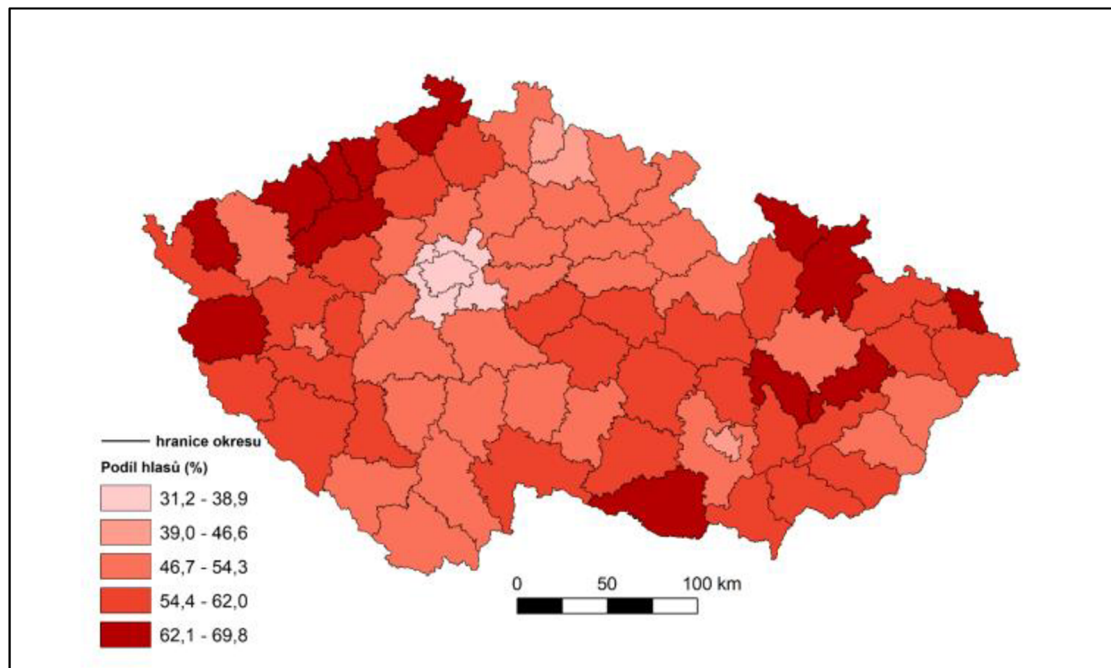 hranice okresu
Podíl hlasů (%)
31,2 - 38,9
39,0 - 46,6
46,7 - 54,3
54,4 - 62,0
62,1 - 69,8
0 50 100 km